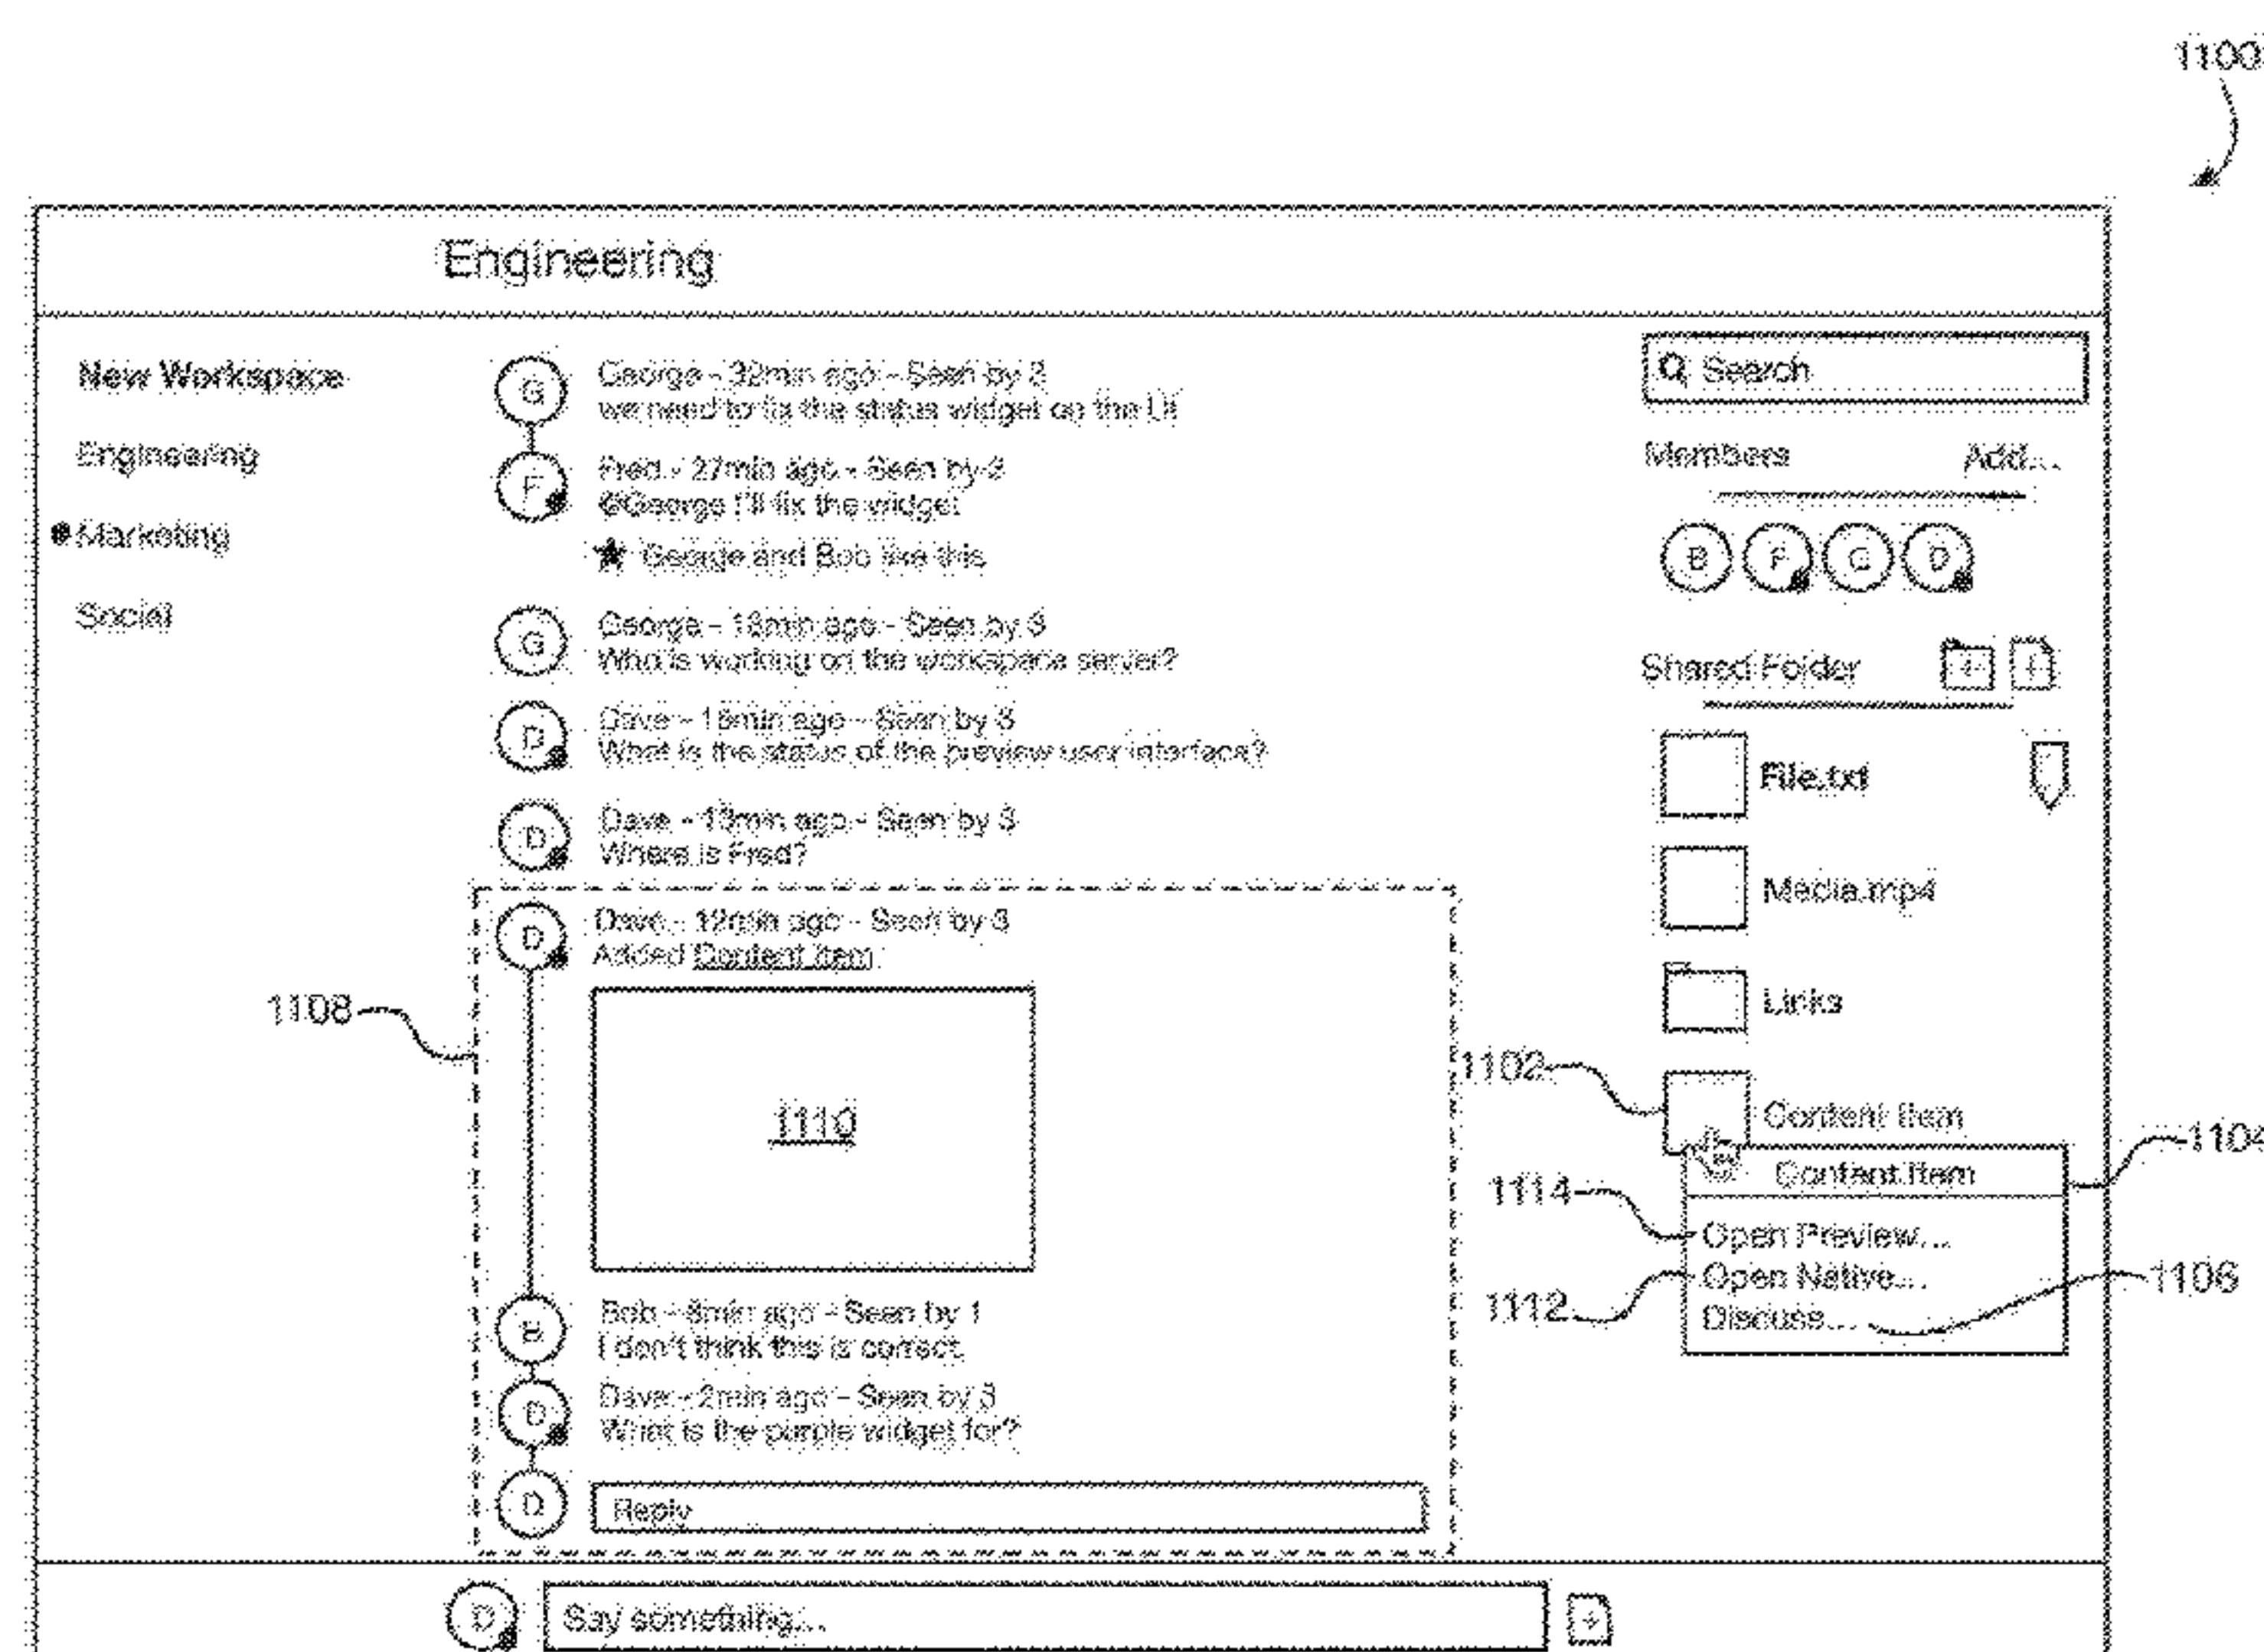 1100
Engineering
New Workspace
Engineering
Marketing
Social
G
George - 32min ago - Seen by 3
we need to fix the status widget on the UI
F
Fred - 27min ago - Seen by 3
@George I'll fix the widget
George and Bob like this
G
George - 18min ago - Seen by 3
Who is working on the workspace server?
D
Dave - ago - Seen by 3
What is the status of the preview user interface?
D
Dave - ago - Seen by 3
Where is Fred?
D
Dave - 12min ago - Seen by 3
Added Content Item
1108
1110
B
Bob - 8min ago - Seen by 1
I don't think this is correct.
D
Dave - 2min ago - Seen by 3
What is the purple widget for?
D
Reply
D
Say something...
Search
Members Add...
B F G D
Shared Folder
File.txt
Media.mp4
Links
1102
Content Item
1104
Content Item
1114
Open Preview...
1112
Open Native...
1106
Discuss...